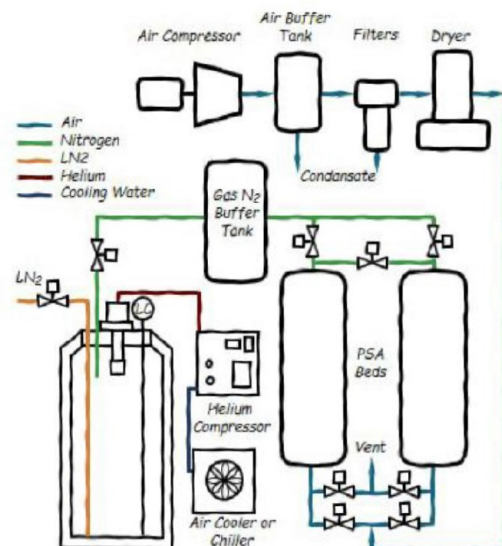 Air Compressor
Air Buffer
Tank
Filters
Dryer
Air
Nitrogen
LN2
Helium
Cooling Water
Condansate
Gas N₂
Buffer
Tank
LN₂
LC
PSA
Beds
Helium
Compressor
Vent
Air Cooler or
Chiller